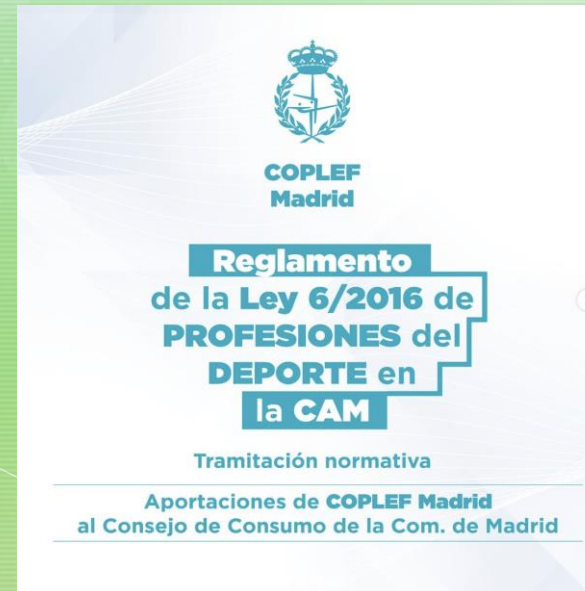 COPLEF
Madrid
Reglamento
de la Ley 6/2016 de
PROFESIONES del
DEPORTE en
la CAM
Tramitación normativa
Aportaciones de COPLEF Madrid
al Consejo de Consumo de la Com. de Madrid